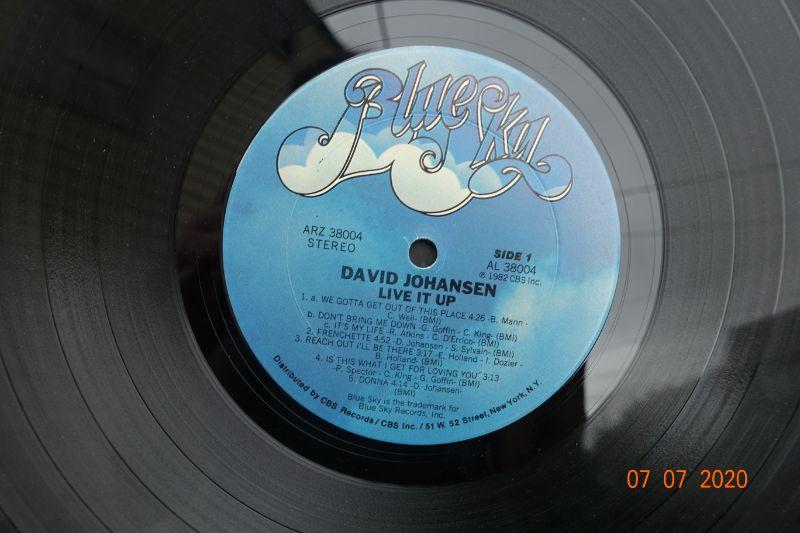 Blue Sky
ARZ 38004
STEREO
SIDE 1
AL 38004
℗ 1982 CBS Inc.
DAVID JOHANSEN
LIVE IT UP
1. a. WE GOTTA GET OUT OF THIS PLACE 4:26 -B. Mann -
C. Weil- (BMI)
b. DON'T BRING ME DOWN -G. Goffin - C. King- (BMI)
c. IT'S MY LIFE -R. Atkins - C. D'Errico- (BMI)
2. FRENCHETTE 4:52 -D. Johansen - S. Sylvain- (BMI)
3. REACH OUT I'LL BE THERE 3:17 -E. Holland - I. Dozier -
B. Holland- (BMI)
4. IS THIS WHAT I GET FOR LOVING YOU 3:13
-P. Spector - C. King - G. Goffin- (BMI)
5. DONNA 4:14 -D. Johansen-
(BMI)
Blue Sky is the trademark for
Blue Sky Records, Inc.
Distributed by CBS Records / CBS Inc. / 51 W. 52 Street, New York, N.Y.
07 07 2020